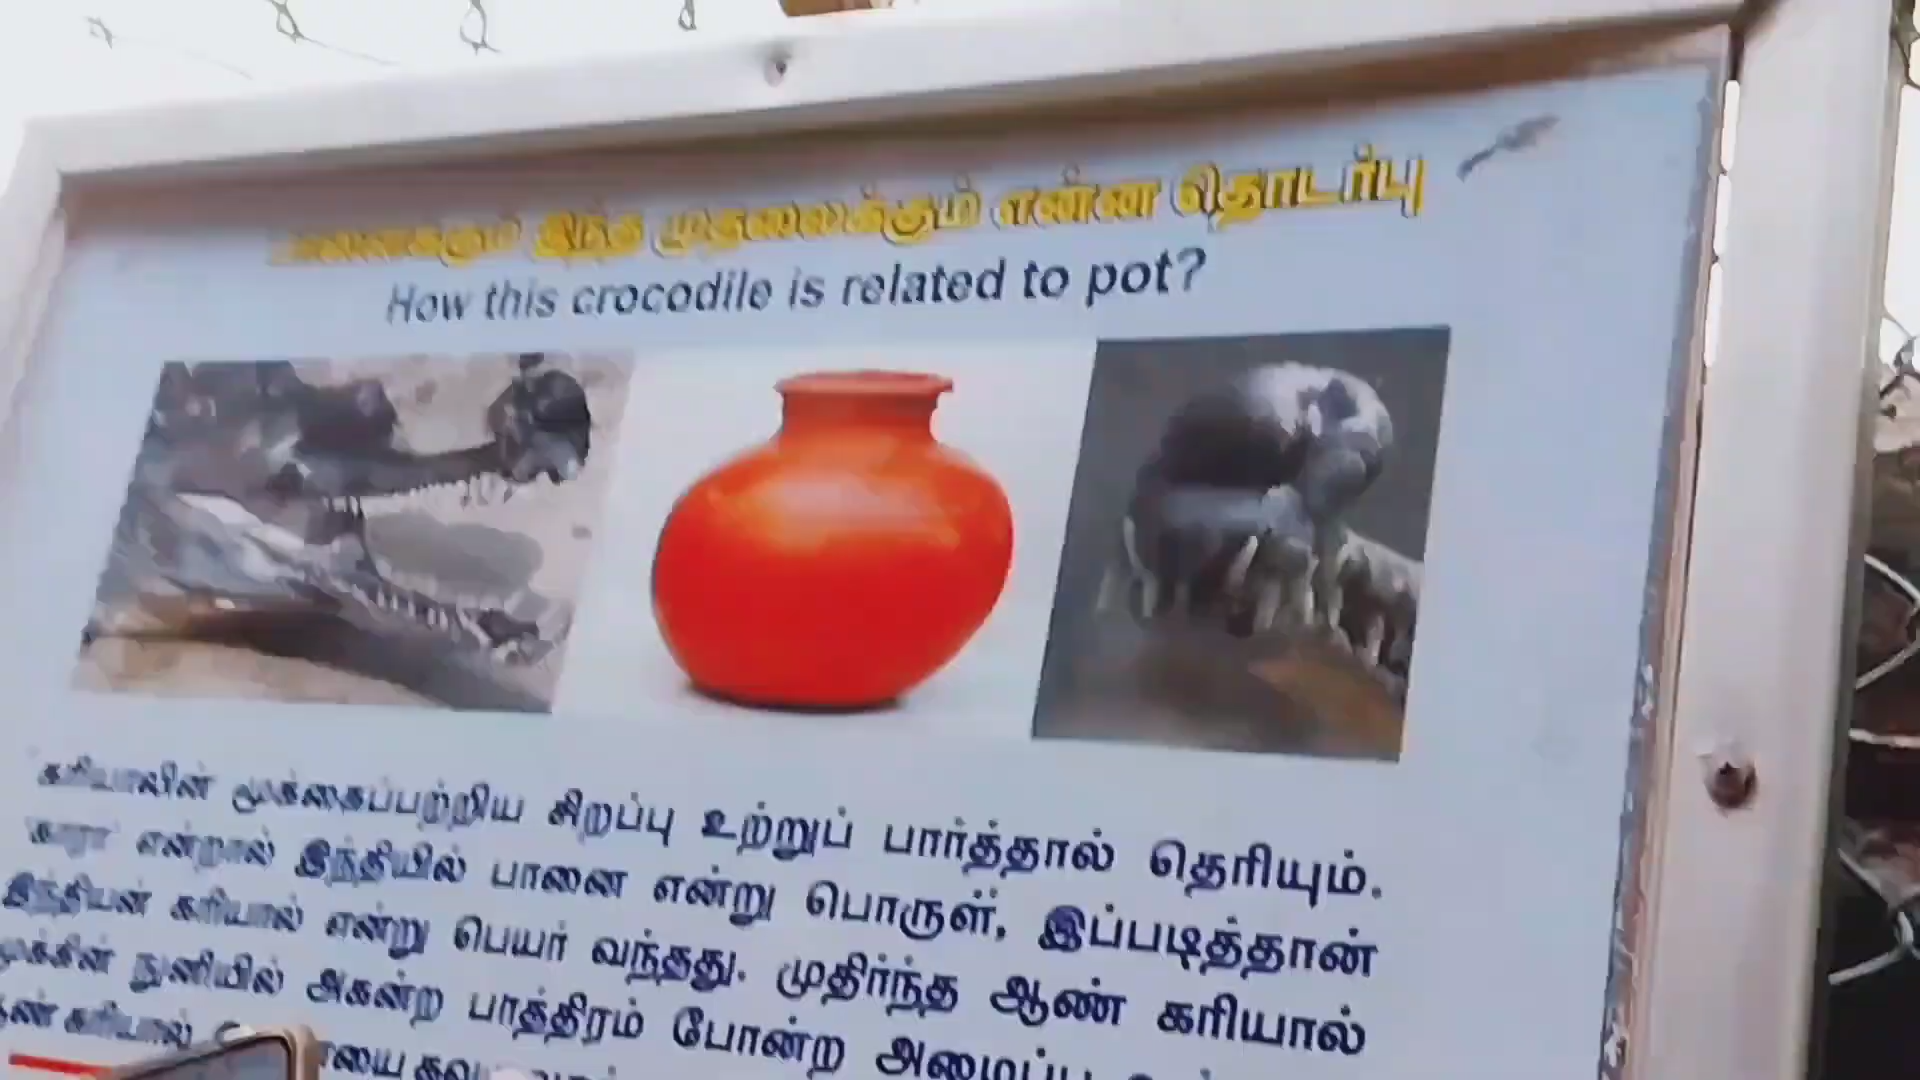 பானைக்கும் இந்த முதலைக்கும் என்ன தொடர்பு
How this crocodile is related to pot?
கரியாலின் மூக்கைப்பற்றிய சிறப்பு உற்றுப் பார்த்தால் தெரியும்.
'காரா' என்றால் இந்தியில் பானை என்று பொருள். இப்படித்தான்
இந்தியன் கரியால் என்று பெயர் வந்தது. முதிர்ந்த ஆண் கரியால்
மூக்கின் நுனியில் அகன்ற பாத்திரம் போன்ற அமைப்பு
ஆண் கரியால்